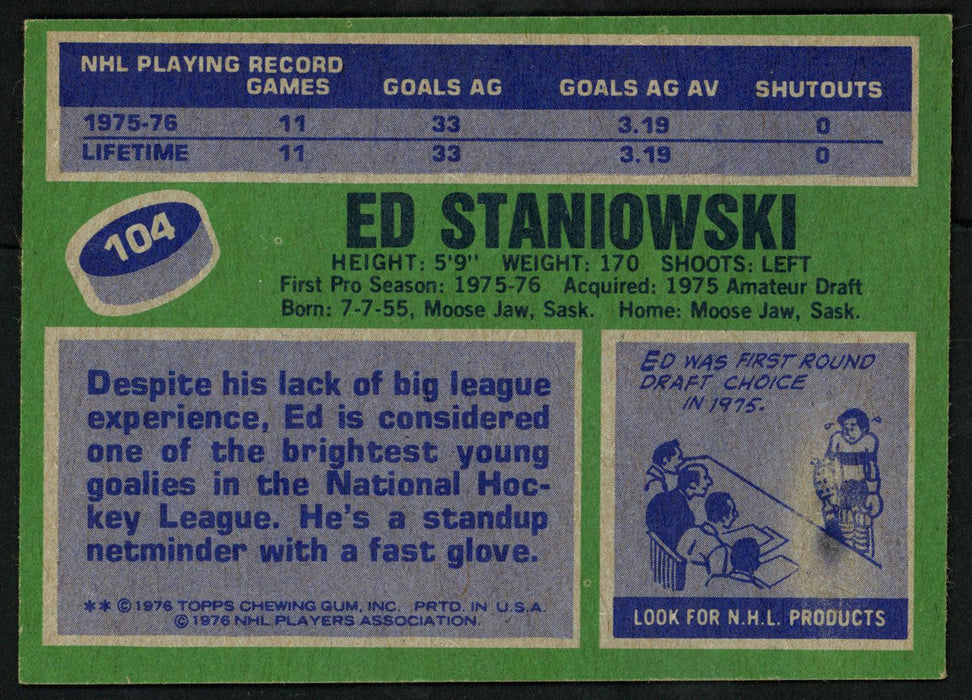 NHL PLAYING RECORD
GAMES GOALS AG GOALS AG AV SHUTOUTS
1975-76 11 33 3.19 0
LIFETIME 11 33 3.19 0
104
ED STANIOWSKI
HEIGHT: 5'9" WEIGHT: 170 SHOOTS: LEFT
First Pro Season: 1975-76 Acquired: 1975 Amateur Draft
Born: 7-7-55, Moose Jaw, Sask. Home: Moose Jaw, Sask.
Despite his lack of big league
experience, Ed is considered
one of the brightest young
goalies in the National Hoc-
key League. He's a standup
netminder with a fast glove.
** © 1976 TOPPS CHEWING GUM, INC. PRTD. IN U.S.A.
© 1976 NHL PLAYERS ASSOCIATION.
ED WAS FIRST ROUND
DRAFT CHOICE
IN 1975.
LOOK FOR N.H.L. PRODUCTS